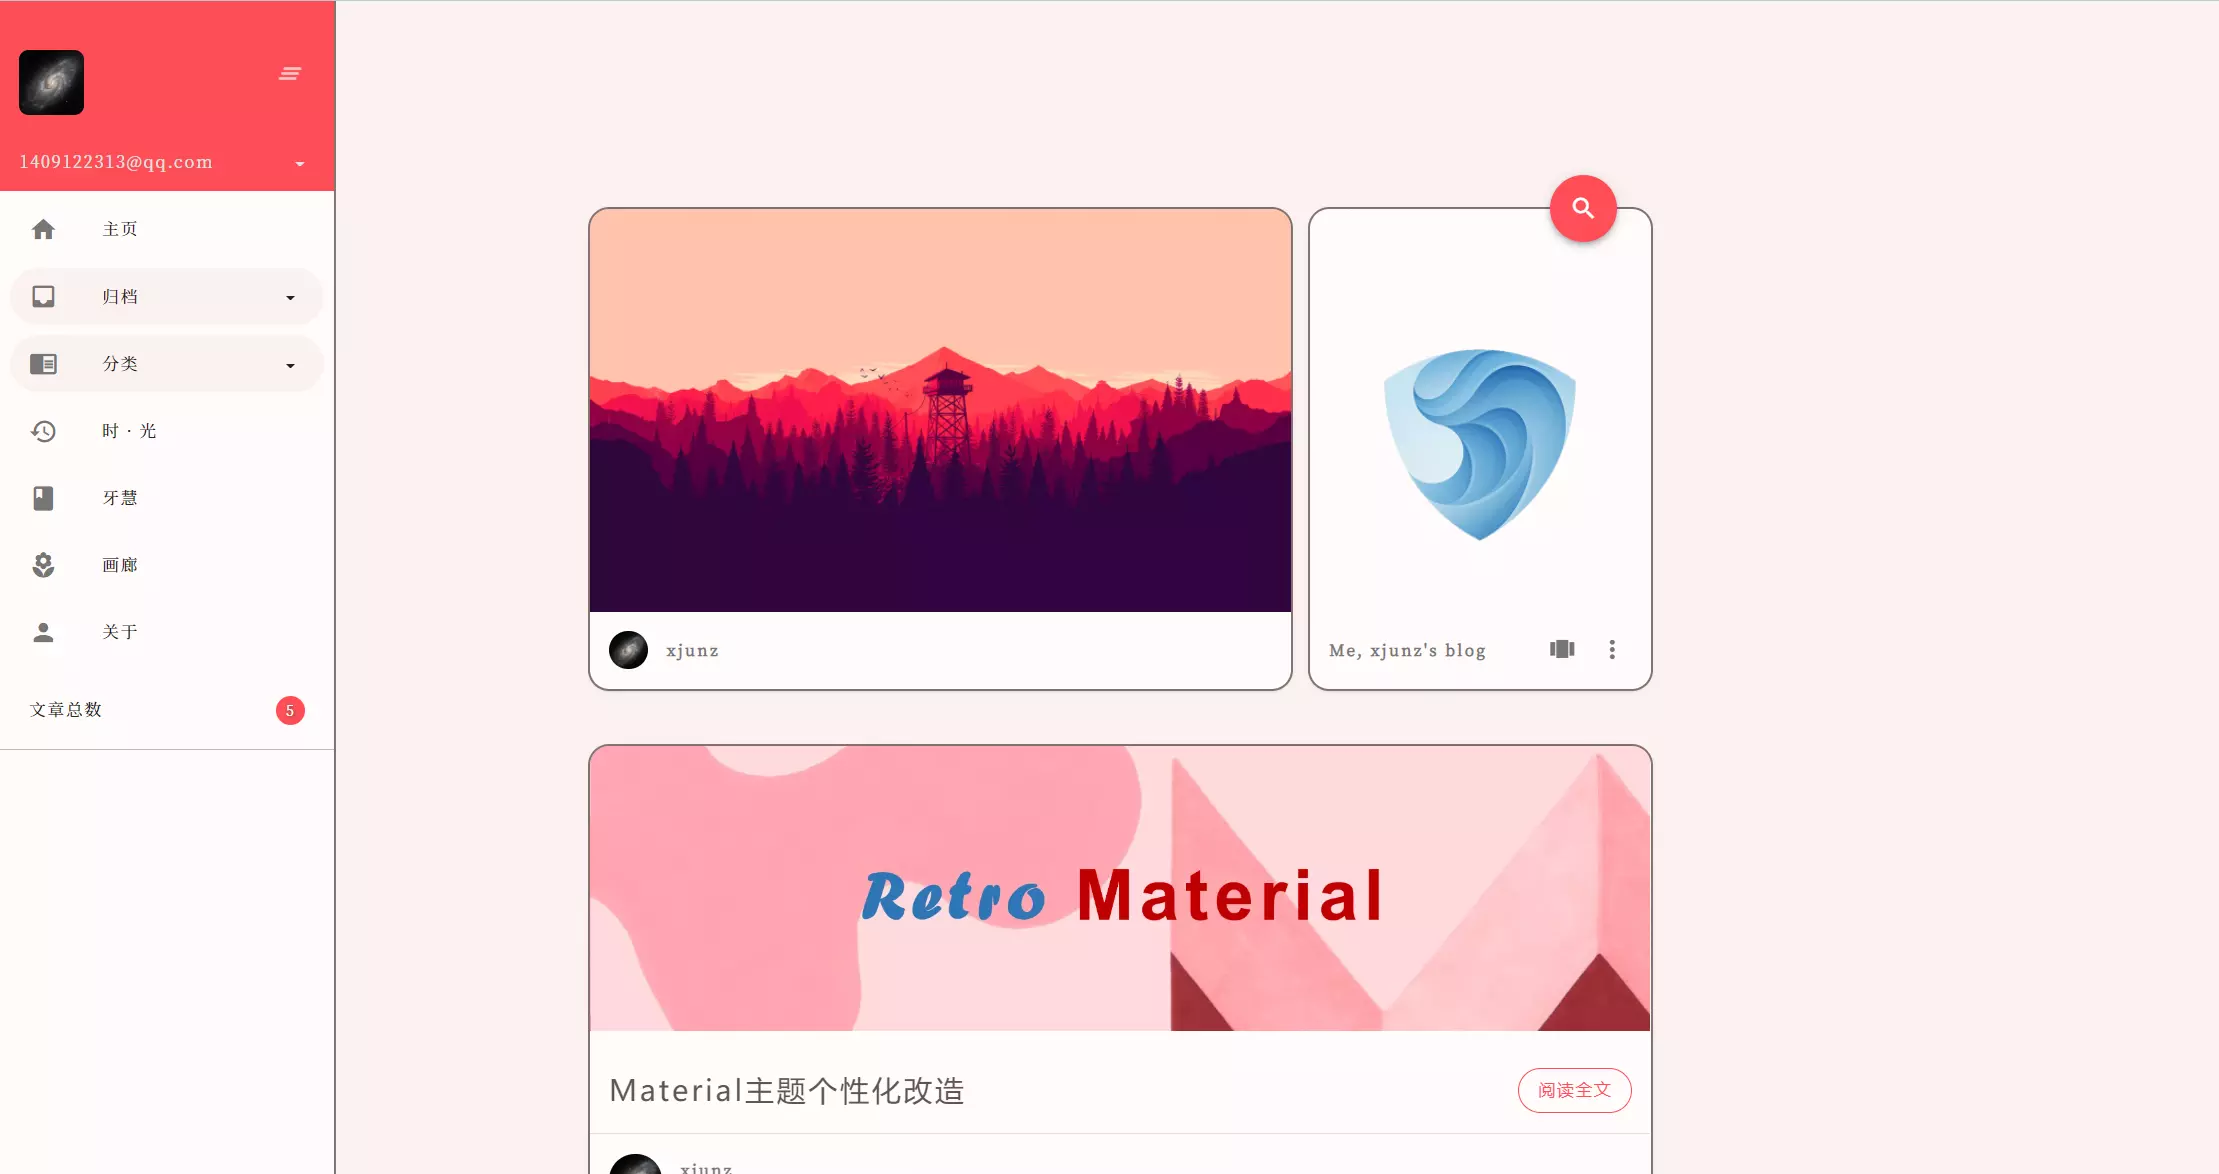 1409122313@qq.com
主页
归档
分类
时 · 光
牙慧
画廊
关于
文章总数 5
xjunz
Me, xjunz's blog
Retro Material
Material主题个性化改造
阅读全文
xjunz